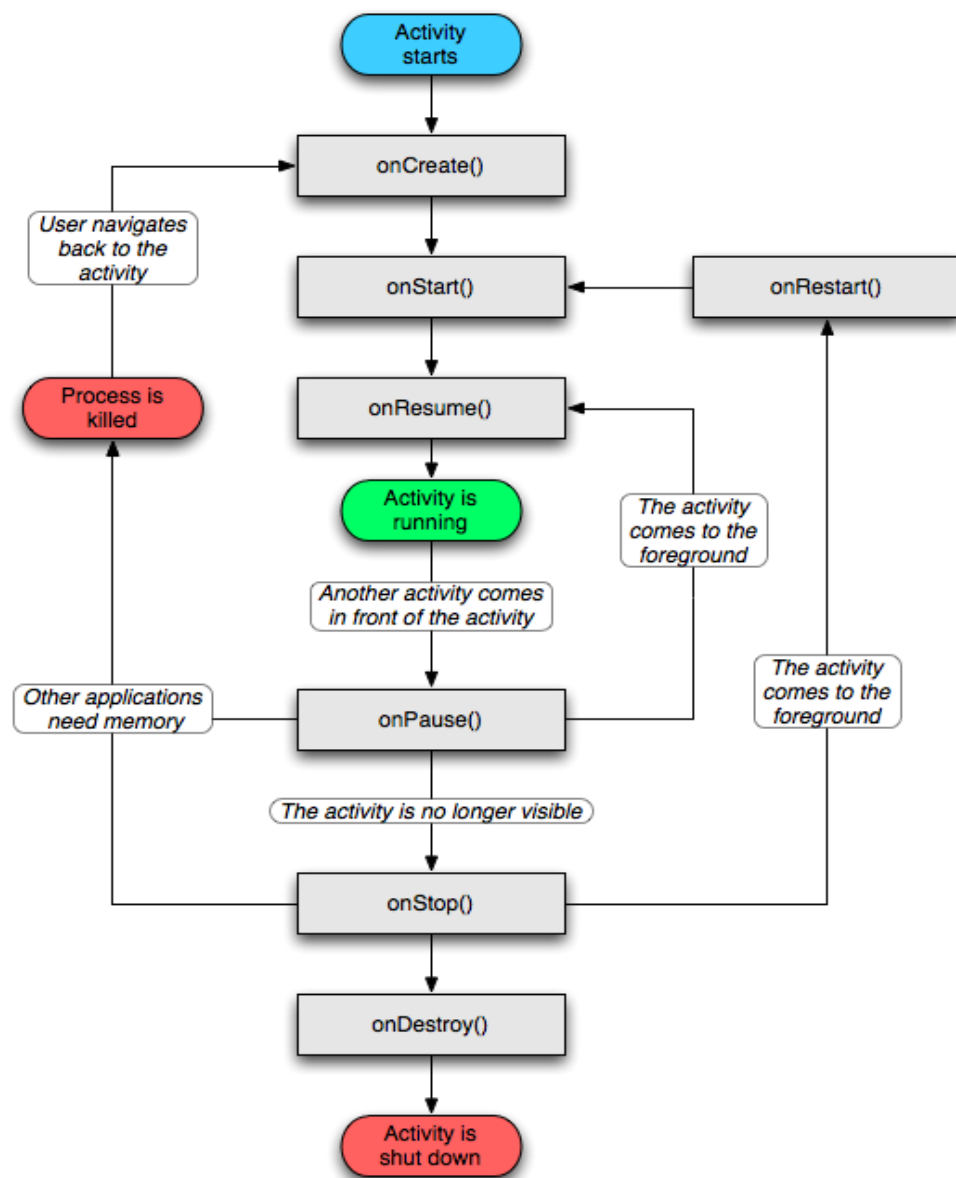 Activity
starts
onCreate()
User navigates
back to the
activity
onStart()
onRestart()
Process is
killed
onResume()
Activity is
running
The activity
comes to the
foreground
Another activity comes
in front of the activity
Other applications
need memory
onPause()
The activity
comes to the
foreground
The activity is no longer visible
onStop()
onDestroy()
Activity is
shut down